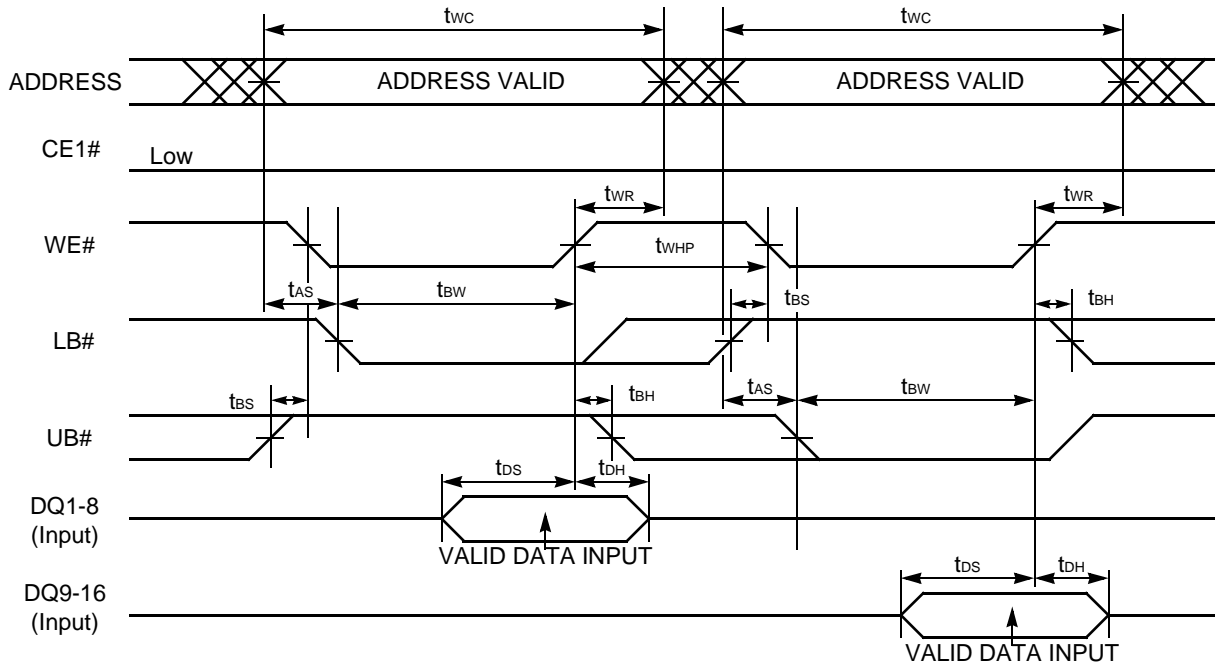 tWC tWC
ADDRESS ADDRESS VALID ADDRESS VALID
CE1# Low
tWR tWR
WE#
tWHP
tAS tBW tBS tBH
LB#
tBS tBH tAS tBW
UB#
tDS tDH
DQ1-8
(Input)
VALID DATA INPUT
tDS tDH
DQ9-16
(Input)
VALID DATA INPUT